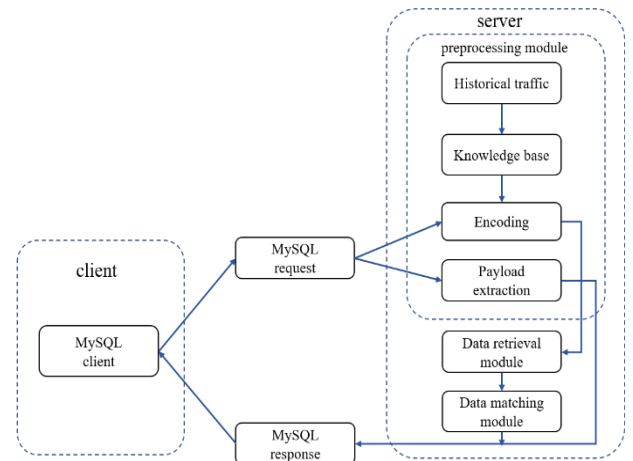 server
preprocessing module
Historical traffic
Knowledge base
Encoding
Payload
extraction
Data retrieval
module
Data matching
module
MySQL
request
client
MySQL
client
MySQL
response